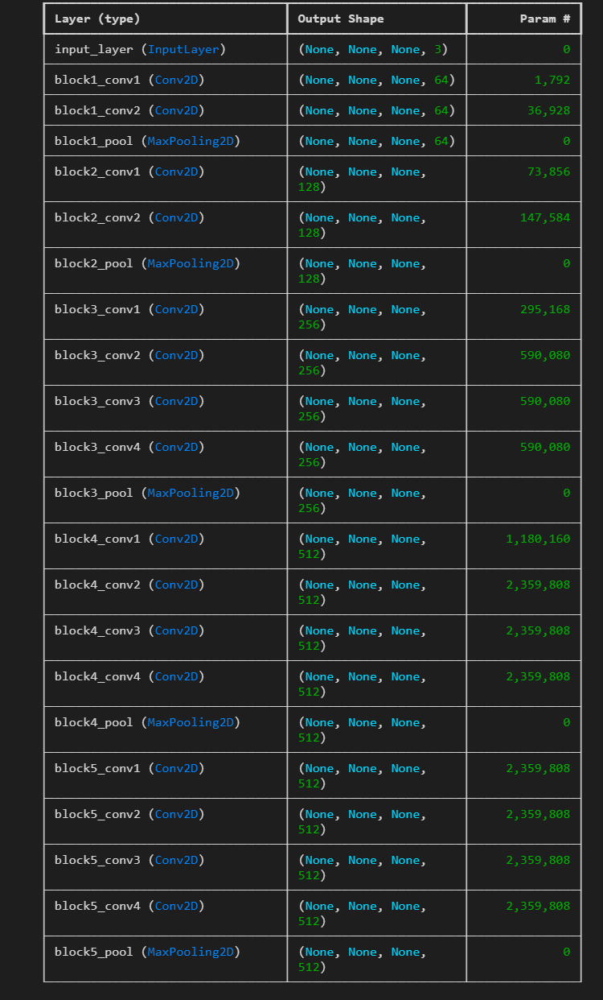 Layer (type) Output Shape Param #
input_layer (InputLayer) (None, None, None, 3) 0
block1_conv1 (Conv2D) (None, None, None, 64) 1,792
block1_conv2 (Conv2D) (None, None, None, 64) 36,928
block1_pool (MaxPooling2D) (None, None, None, 64) 0
block2_conv1 (Conv2D) (None, None, None, 73,856
128)
block2_conv2 (Conv2D) (None, None, None, 147,584
128)
block2_pool (MaxPooling2D) (None, None, None, 0
128)
block3_conv1 (Conv2D) (None, None, None, 295,168
256)
block3_conv2 (Conv2D) (None, None, None, 590,080
256)
block3_conv3 (Conv2D) (None, None, None, 590,080
256)
block3_conv4 (Conv2D) (None, None, None, 590,080
256)
block3_pool (MaxPooling2D) (None, None, None, 0
256)
block4_conv1 (Conv2D) (None, None, None, 1,180,160
512)
block4_conv2 (Conv2D) (None, None, None, 2,359,808
512)
block4_conv3 (Conv2D) (None, None, None, 2,359,808
512)
block4_conv4 (Conv2D) (None, None, None, 2,359,808
512)
block4_pool (MaxPooling2D) (None, None, None, 0
512)
block5_conv1 (Conv2D) (None, None, None, 2,359,808
512)
block5_conv2 (Conv2D) (None, None, None, 2,359,808
512)
block5_conv3 (Conv2D) (None, None, None, 2,359,808
512)
block5_conv4 (Conv2D) (None, None, None, 2,359,808
512)
block5_pool (MaxPooling2D) (None, None, None, 0
512)